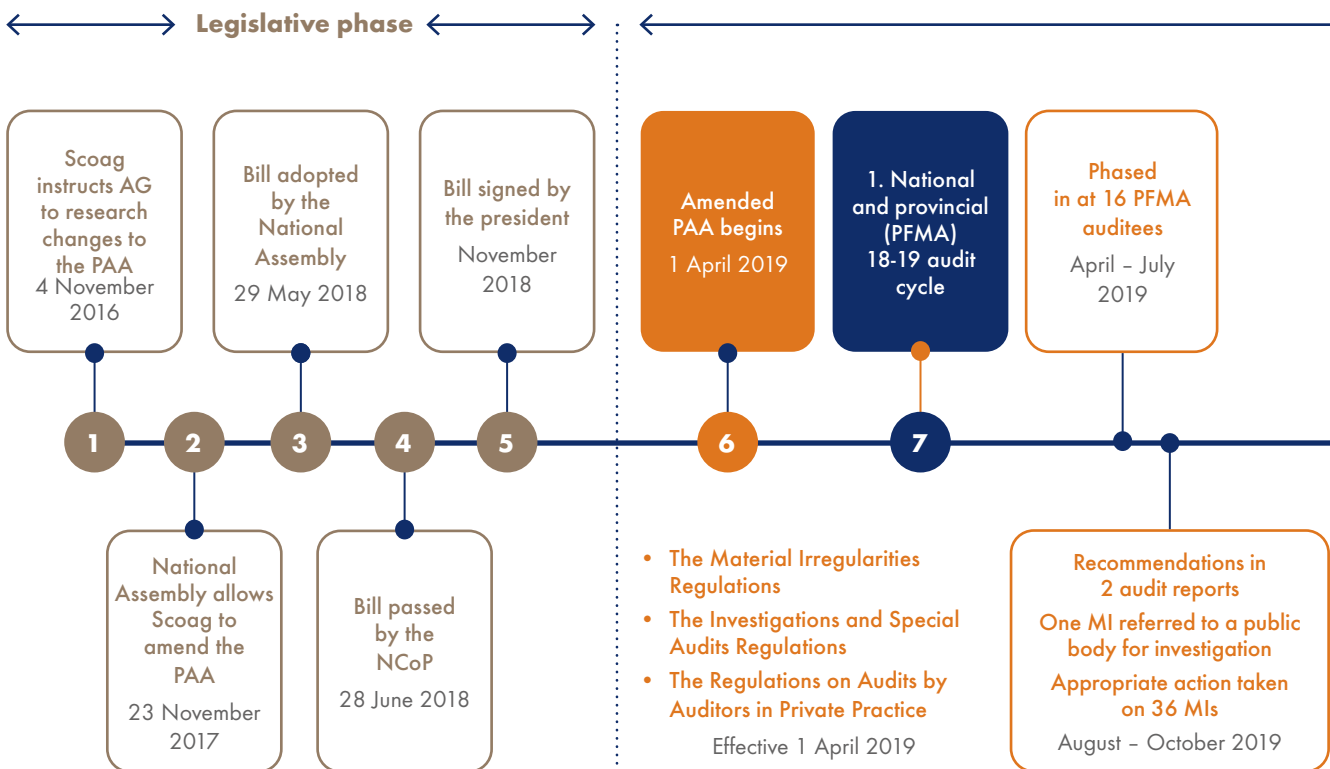 Legislative phase
Scoag
instructs AG
to research
changes to
the PAA
4 November
2016
Bill adopted
by the
National
Assembly
29 May 2018
Bill signed by
the president
November
2018
Amended
PAA begins
1 April 2019
1. National
and provincial
(PFMA)
18-19 audit
cycle
Phased
in at 16 PFMA
auditees
April – July
2019
1
2
3
4
5
6
7
National
Assembly allows
Scoag to
amend the
PAA
23 November
2017
Bill passed
by the
NCoP
28 June 2018
• The Material Irregularities
Regulations
• The Investigations and Special
Audits Regulations
• The Regulations on Audits by
Auditors in Private Practice
Effective 1 April 2019
Recommendations in
2 audit reports
One MI referred to a public
body for investigation
Appropriate action taken
on 36 MIs
August – October 2019